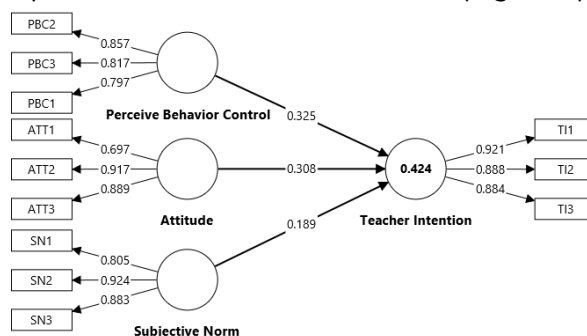 PBC2
0.857
PBC3
0.817
PBC1
0.797
Perceive Behavior Control
0.325
ATT1
0.697
ATT2
0.917
ATT3
0.889
Attitude
0.308
SN1
0.805
SN2
0.924
SN3
0.883
Subjective Norm
0.189
0.424
Teacher Intention
0.921
TI1
0.888
TI2
0.884
TI3